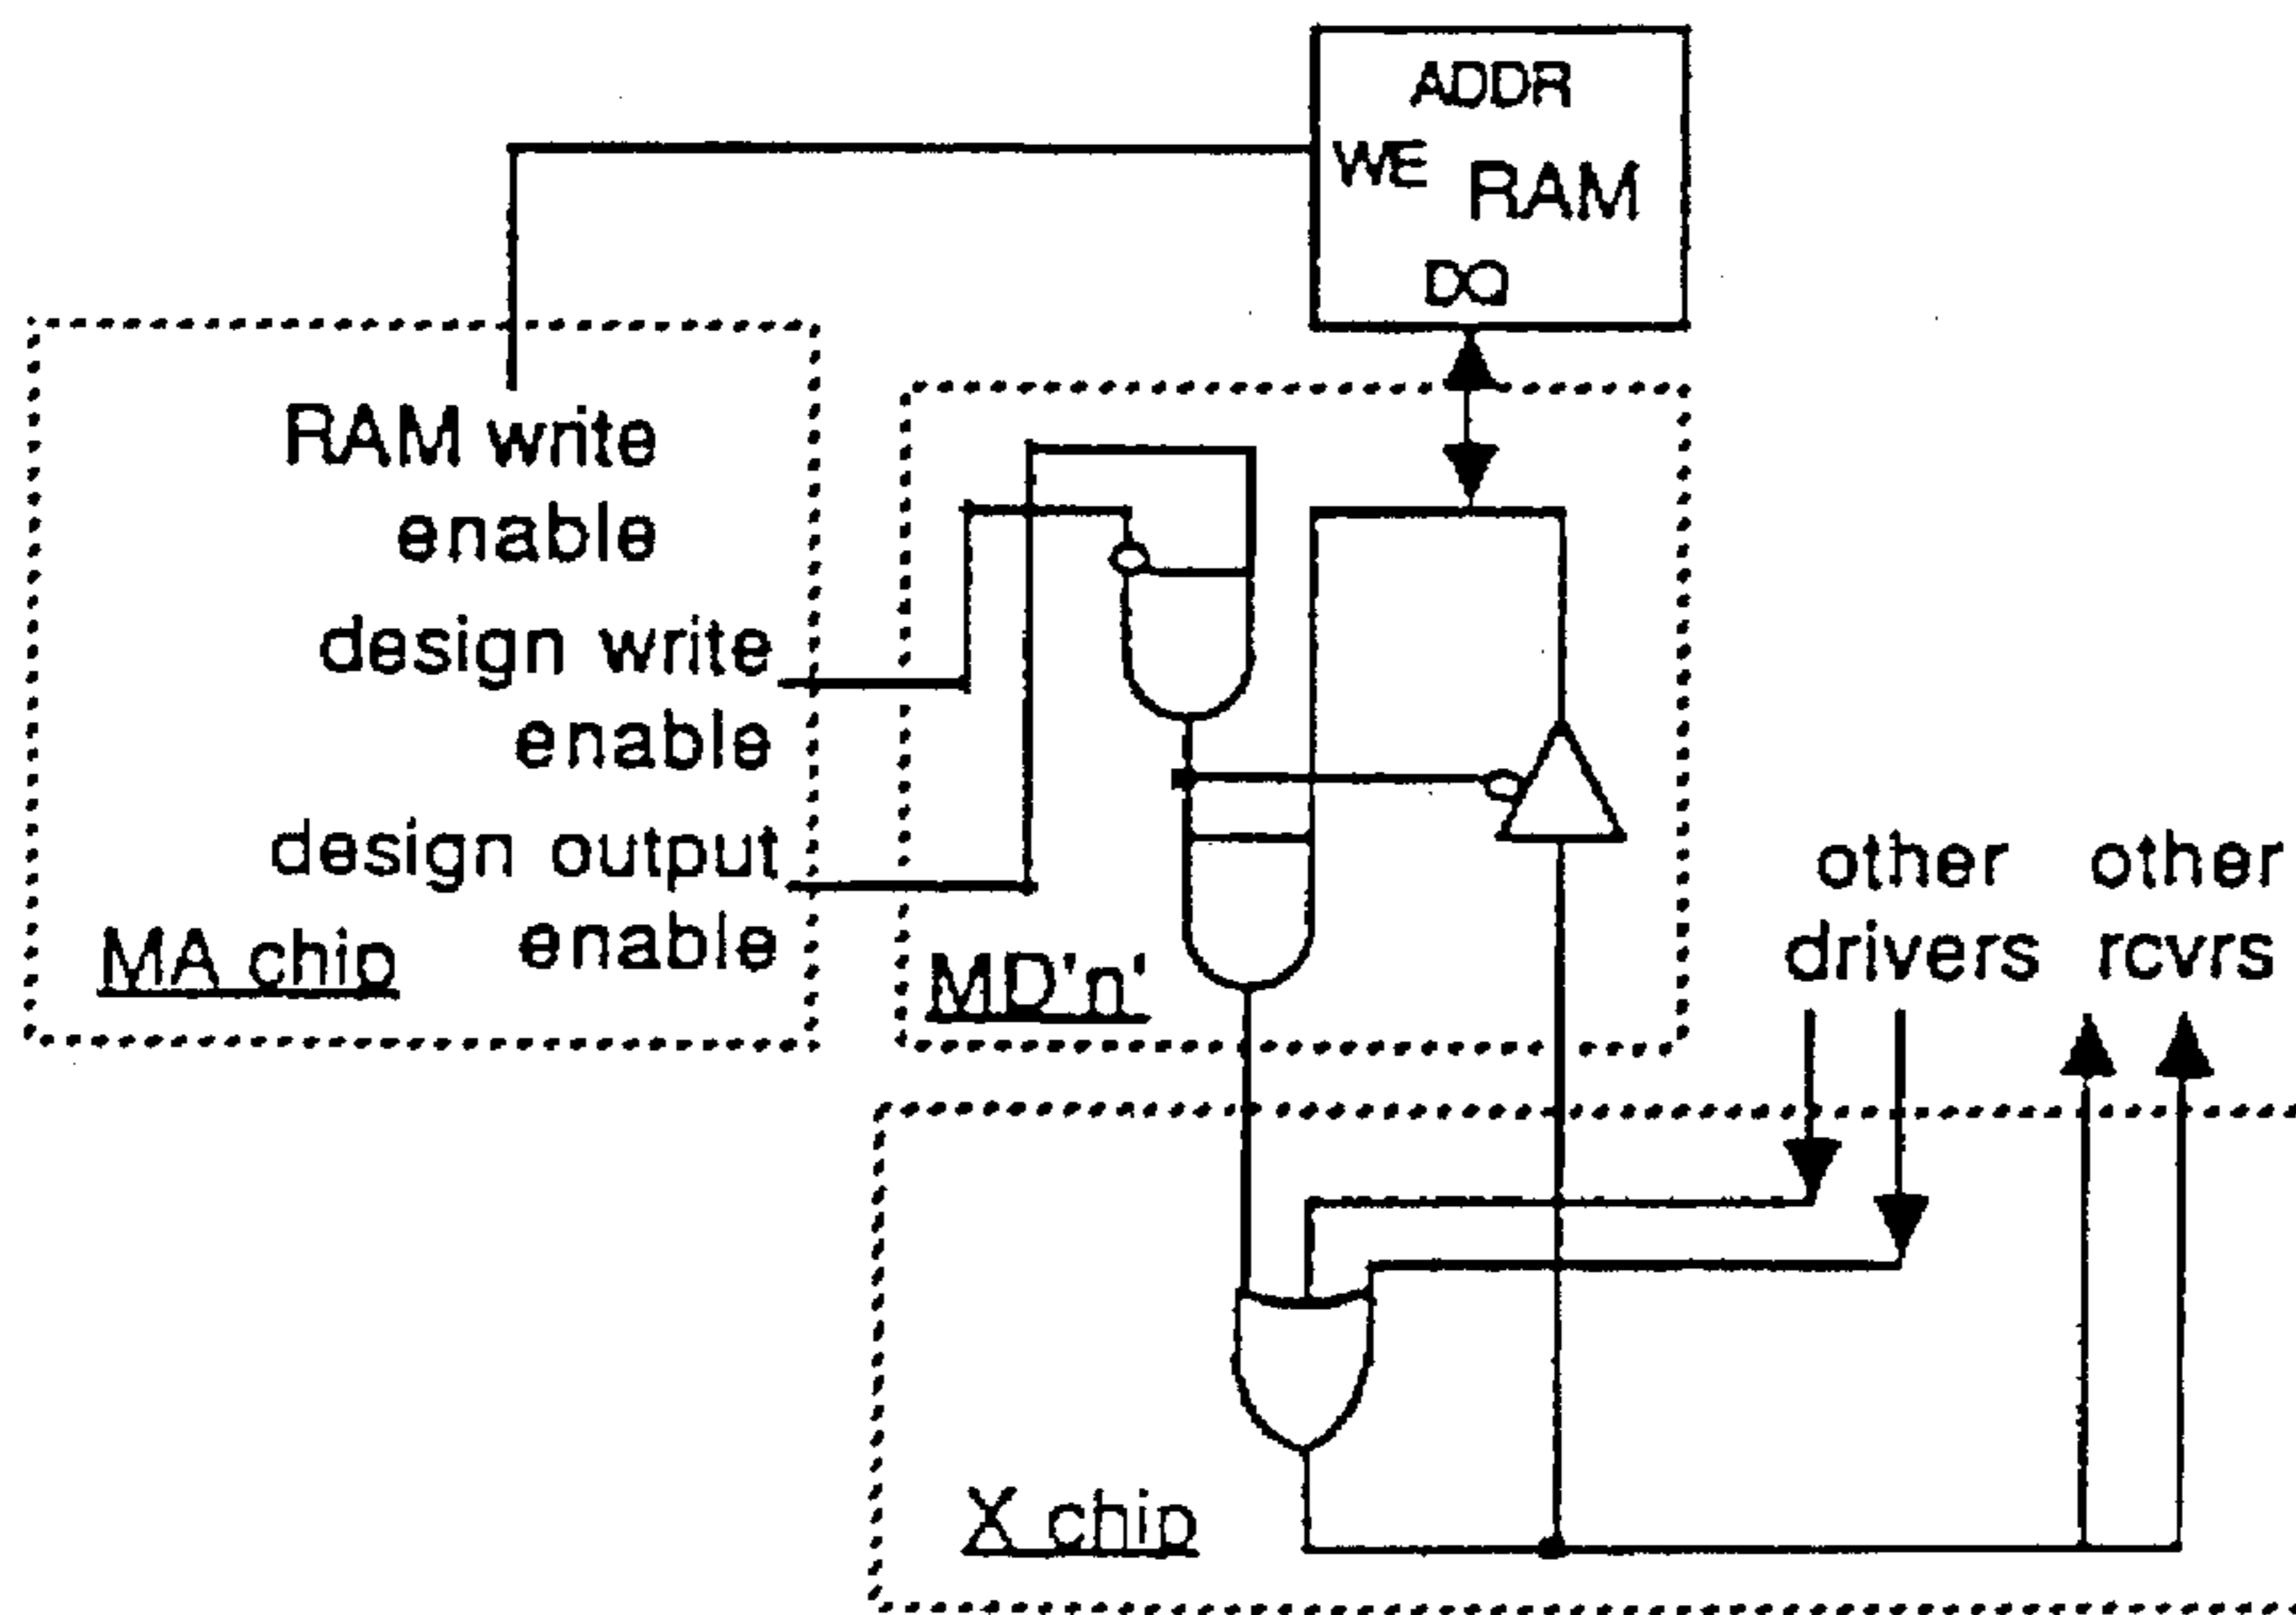 ADDR
WE
RAM
DQ
RAM write
enable
design write
enable
design output
enable
MA chip
MD'n'
other other
drivers rcvrs
X chip